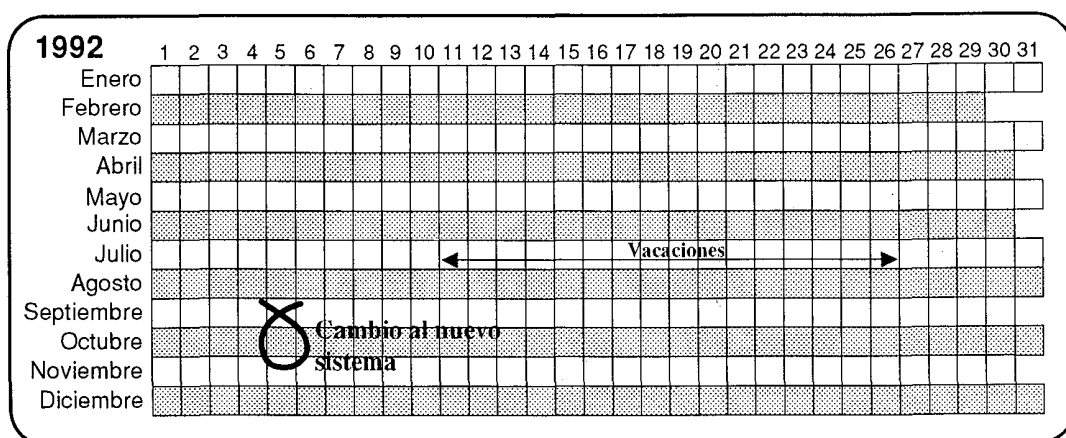 1992
1 2 3 4 5 6 7 8 9 10 11 12 13 14 15 16 17 18 19 20 21 22 23 24 25 26 27 28 29 30 31
Enero
Febrero
Marzo
Abril
Mayo
Junio
Julio
Vacaciones
Agosto
Septiembre
Octubre
Cambio al nuevo
sistema
Noviembre
Diciembre